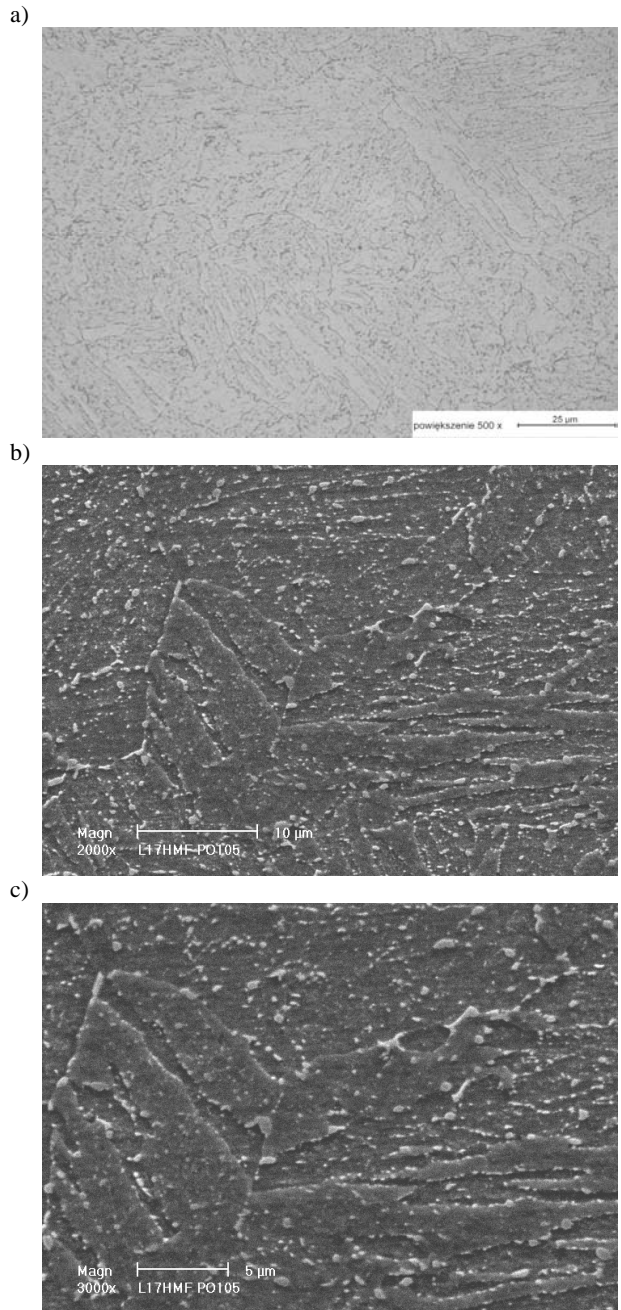 a)
powiększenie 500 x 25 µm
b)
Magn 10 µm
2000x L17HMF PO105
c)
Magn 5 µm
3000x L17HMF PO105